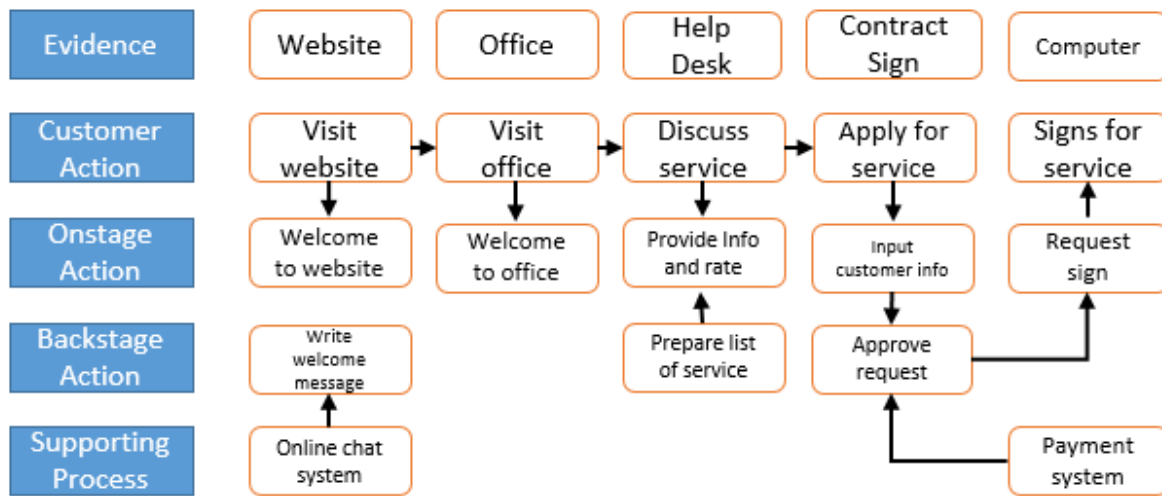 Evidence
Website
Office
Help
Desk
Contract
Sign
Computer
Customer
Action
Visit
website
Visit
office
Discuss
service
Apply for
service
Signs for
service
Onstage
Action
Welcome
to website
Welcome
to office
Provide Info
and rate
Input
customer info
Request
sign
Backstage
Action
Write
welcome
message
Prepare list
of service
Approve
request
Supporting
Process
Online chat
system
Payment
system